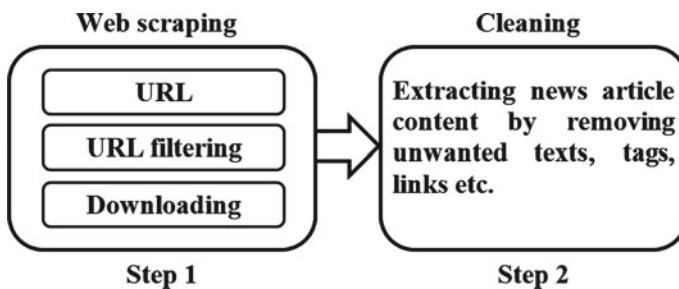 Web scraping
URL
URL filtering
Downloading
Step 1
Cleaning
Extracting news article
content by removing
unwanted texts, tags,
links etc.
Step 2